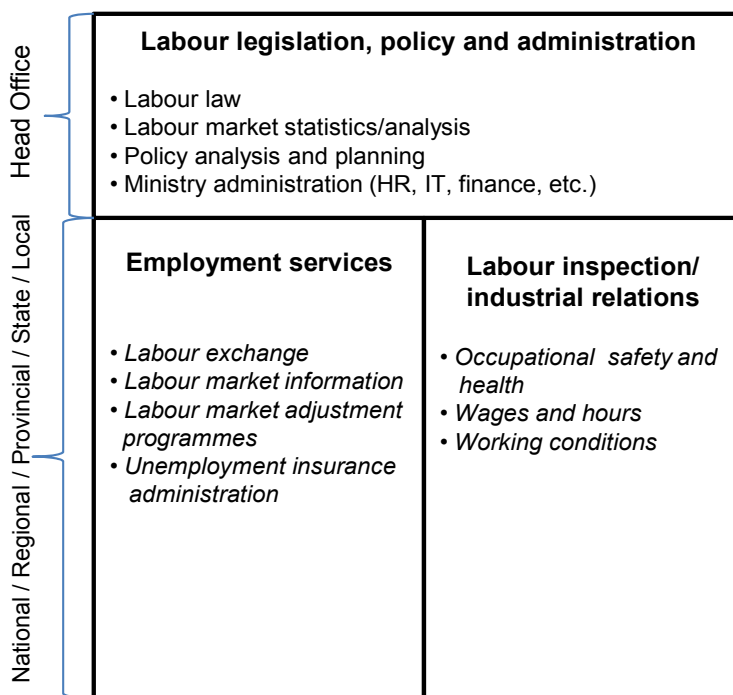 Head Office
Labour legislation, policy and administration
• Labour law
• Labour market statistics/analysis
• Policy analysis and planning
• Ministry administration (HR, IT, finance, etc.)
National / Regional / Provincial / State / Local
Employment services
• Labour exchange
• Labour market information
• Labour market adjustment
programmes
• Unemployment insurance
administration
Labour inspection/
industrial relations
• Occupational safety and
health
• Wages and hours
• Working conditions